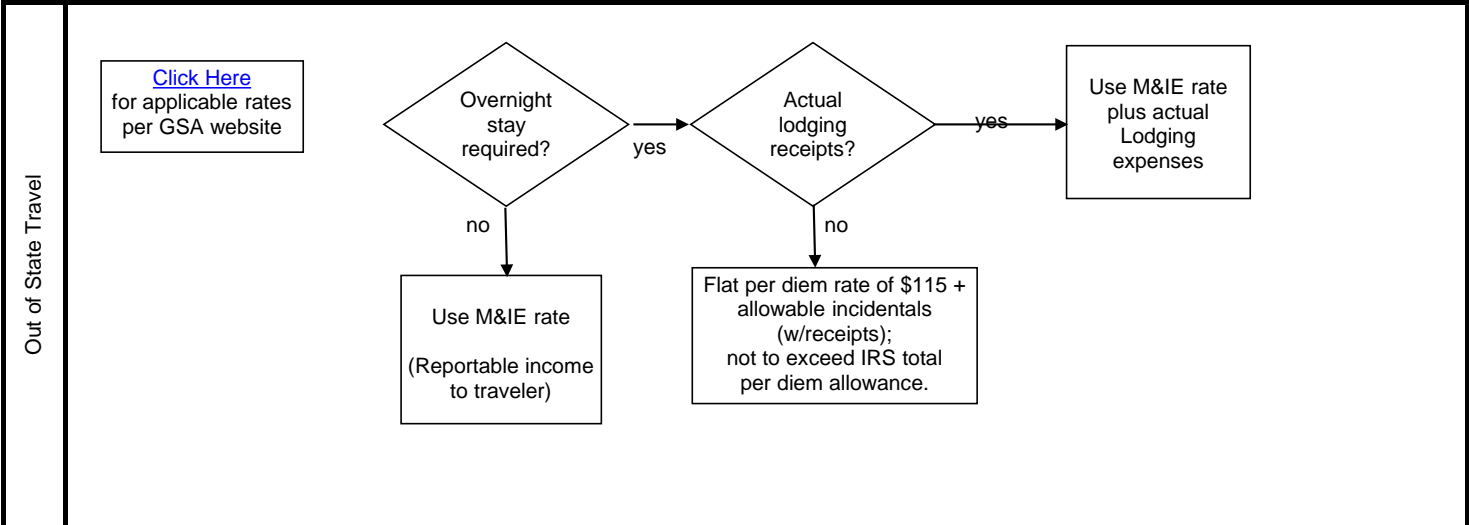 Out of State Travel
Click Here
for applicable rates
per GSA website
Overnight
stay
required?
yes
no
Use M&IE rate
(Reportable income
to traveler)
Actual
lodging
receipts?
yes
no
Flat per diem rate of $115 +
allowable incidentals
(w/receipts);
not to exceed IRS total
per diem allowance.
Use M&IE rate
plus actual
Lodging
expenses